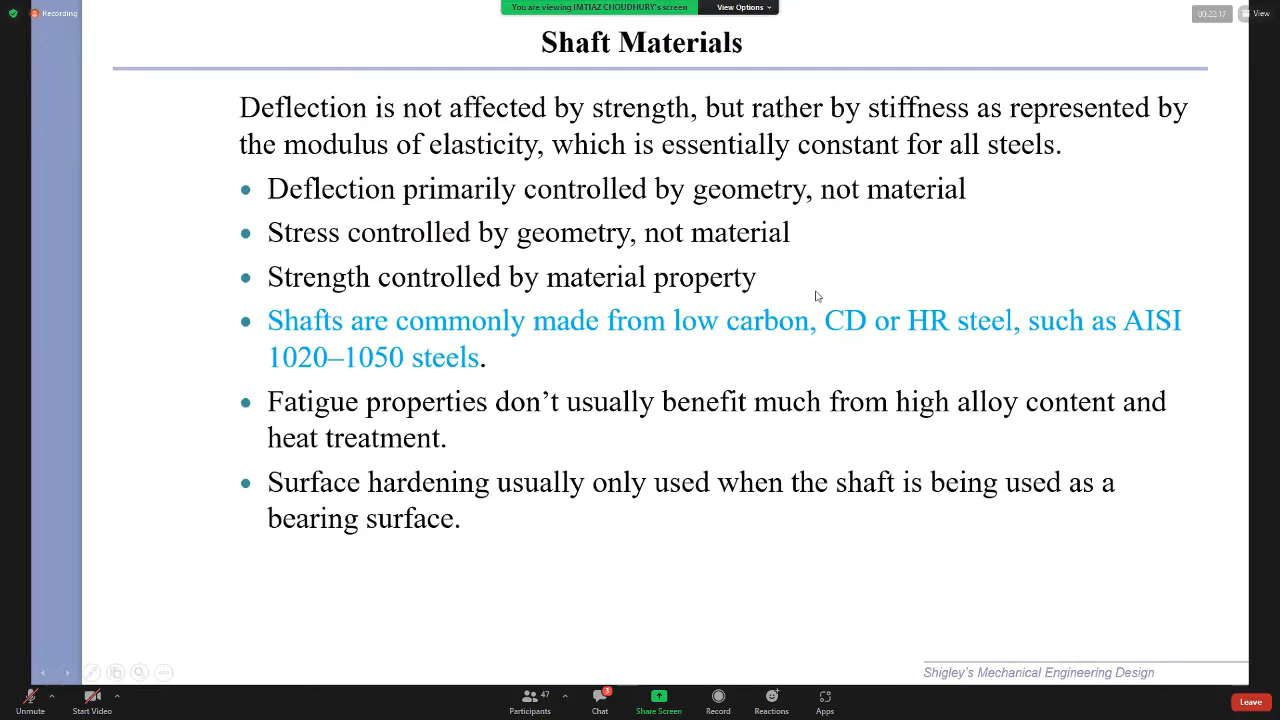 You are viewing IMTIAZ CHOUDHURY's screen
View Options
Recording
00:22:17
View
Shaft Materials
Deflection is not affected by strength, but rather by stiffness as represented by
the modulus of elasticity, which is essentially constant for all steels.
• Deflection primarily controlled by geometry, not material
• Stress controlled by geometry, not material
• Strength controlled by material property
• Shafts are commonly made from low carbon, CD or HR steel, such as AISI
1020–1050 steels.
• Fatigue properties don’t usually benefit much from high alloy content and
heat treatment.
• Surface hardening usually only used when the shaft is being used as a
bearing surface.
Shigley’s Mechanical Engineering Design
Unmute
Start Video
47
Participants
3
Chat
Share Screen
Record
Reactions
Apps
Leave